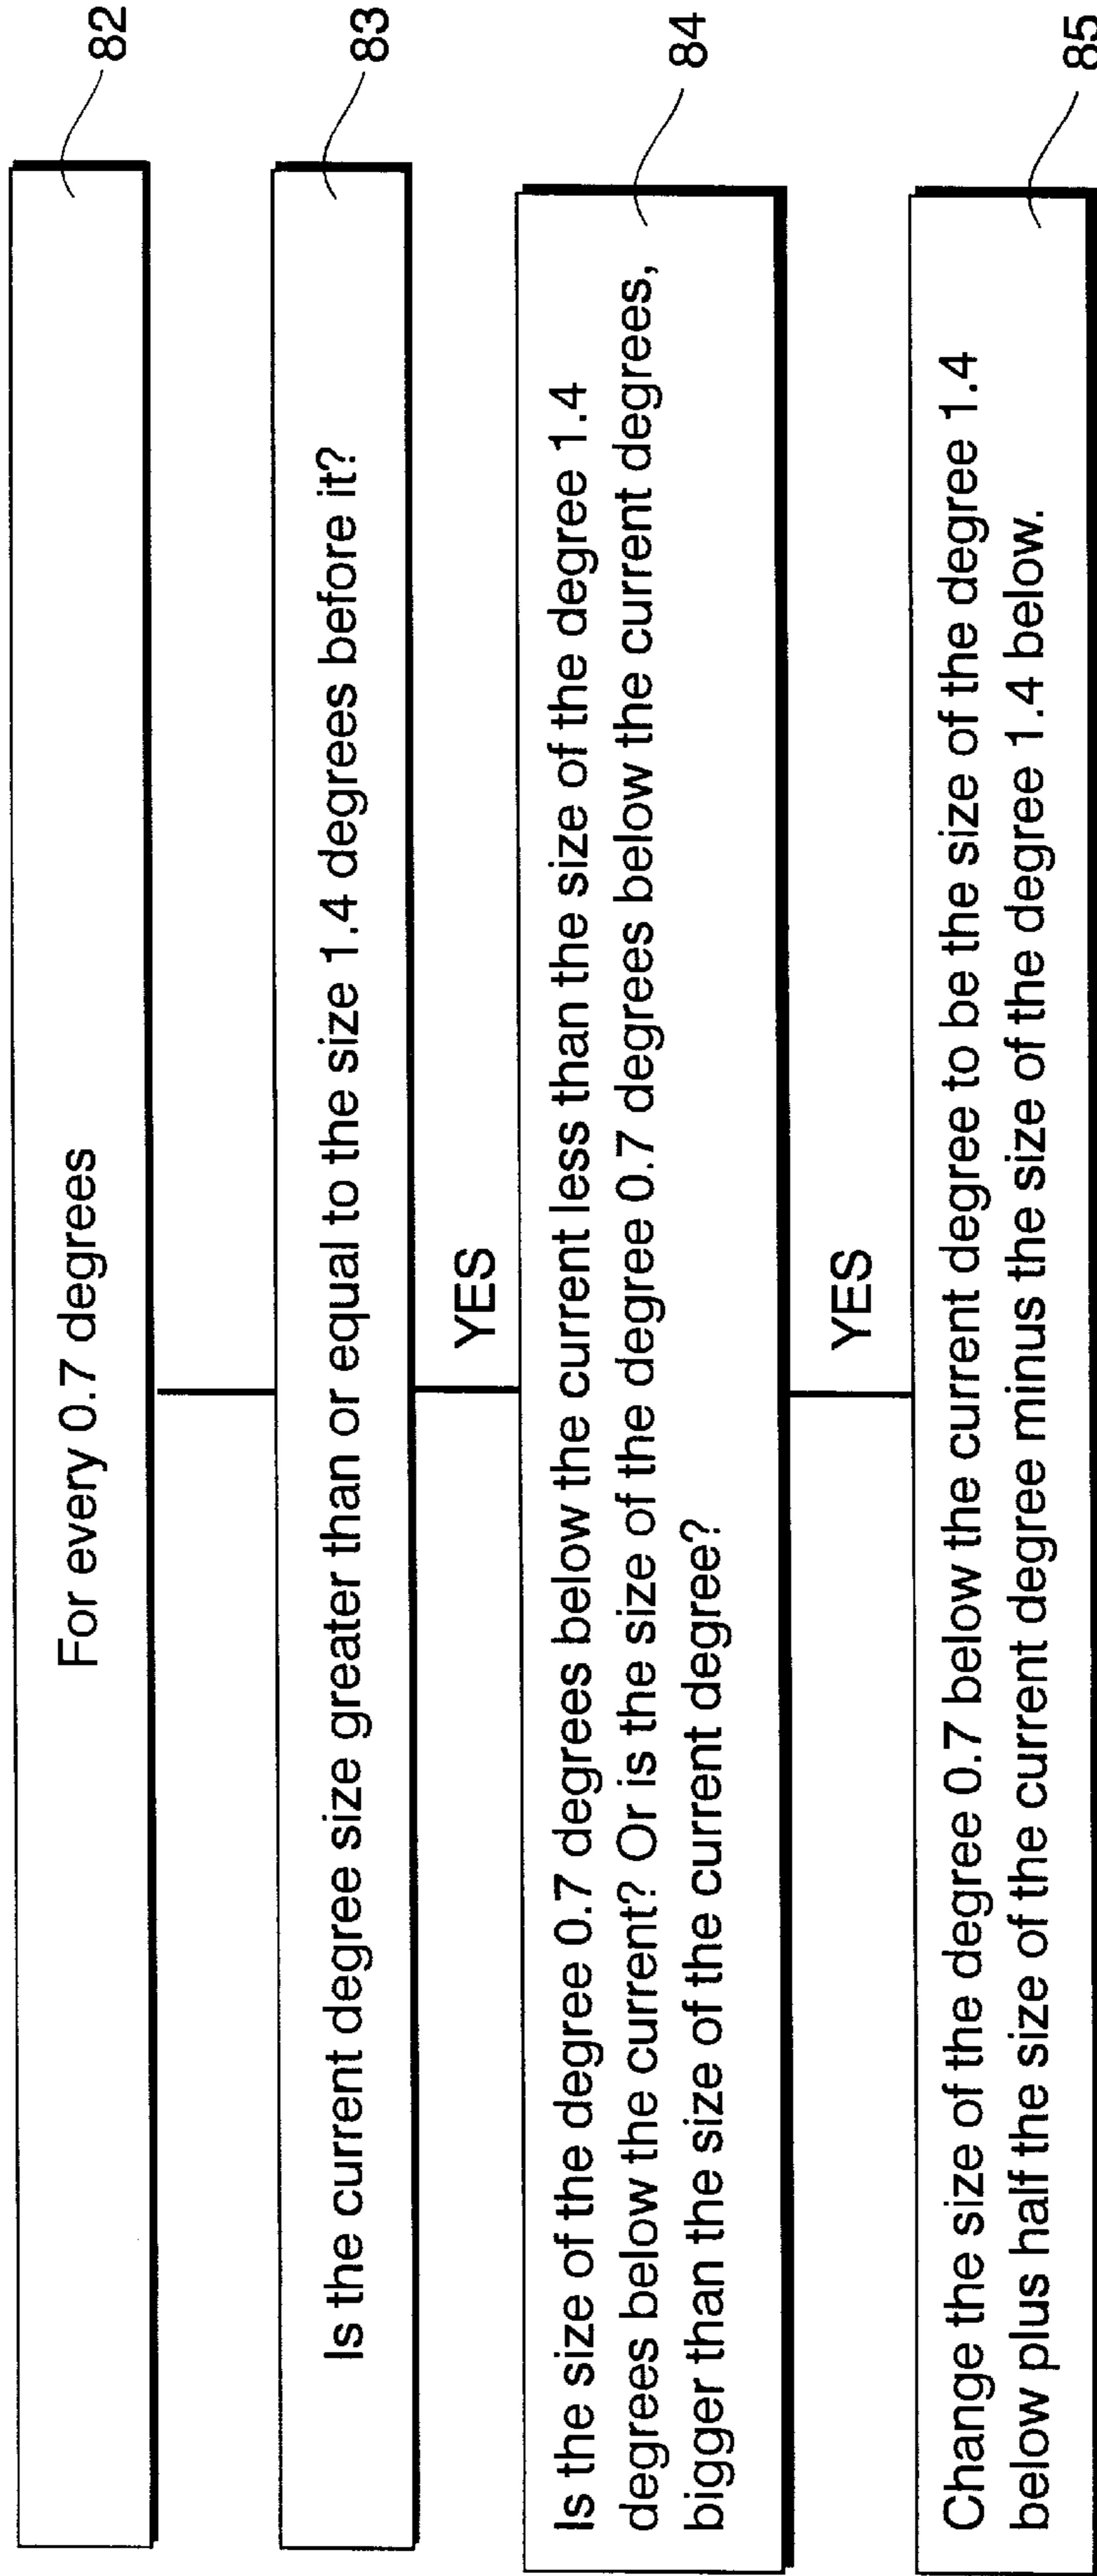 For every 0.7 degrees
82
Is the current degree size greater than or equal to the size 1.4 degrees before it?
83
YES
Is the size of the degree 0.7 degrees below the current less than the size of the degree 1.4
degrees below the current? Or is the size of the degree 0.7 degrees below the current degrees,
bigger than the size of the current degree?
84
YES
Change the size of the degree 0.7 below the current degree to be the size of the degree 1.4
below plus half the size of the current degree minus the size of the degree 1.4 below.
85